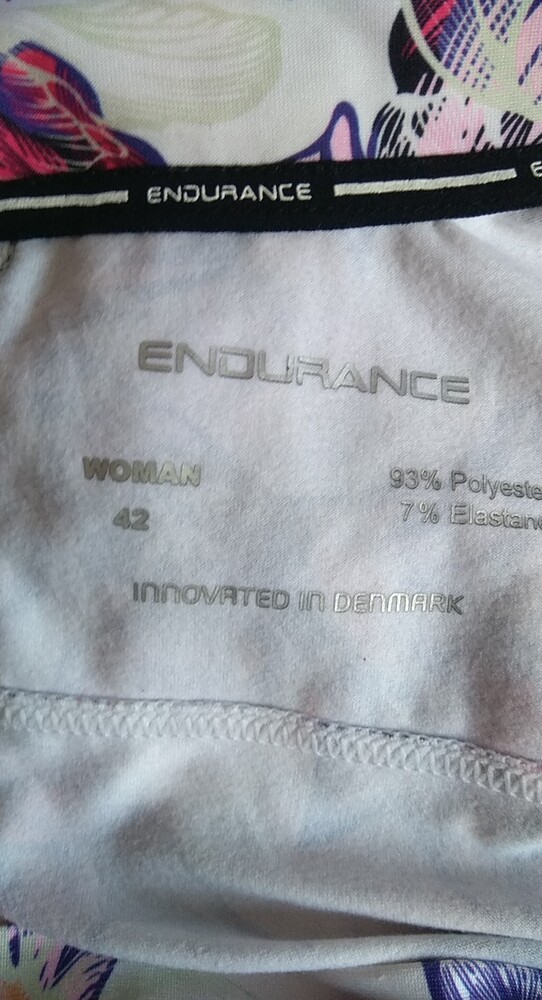 ENDURANCE
ENDURANCE
WOMAN
42
93% Polyeste
7% Elastan
INNOVATED IN DENMARK